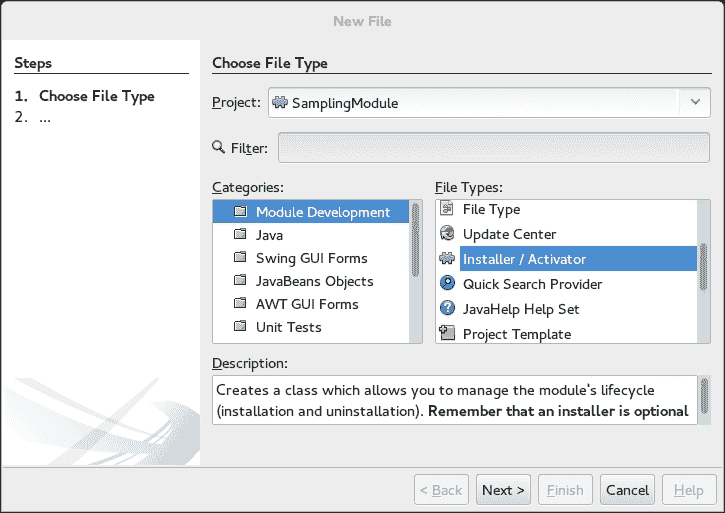 New File
Steps
1. Choose File Type
2. ...
Choose File Type
Project: SamplingModule
Filter:
Categories:
Module Development
Java
Swing GUI Forms
JavaBeans Objects
AWT GUI Forms
Unit Tests
File Types:
File Type
Update Center
Installer / Activator
Quick Search Provider
JavaHelp Help Set
Project Template
Description:
Creates a class which allows you to manage the module's lifecycle
(installation and uninstallation). Remember that an installer is optional
< Back Next > Finish Cancel Help